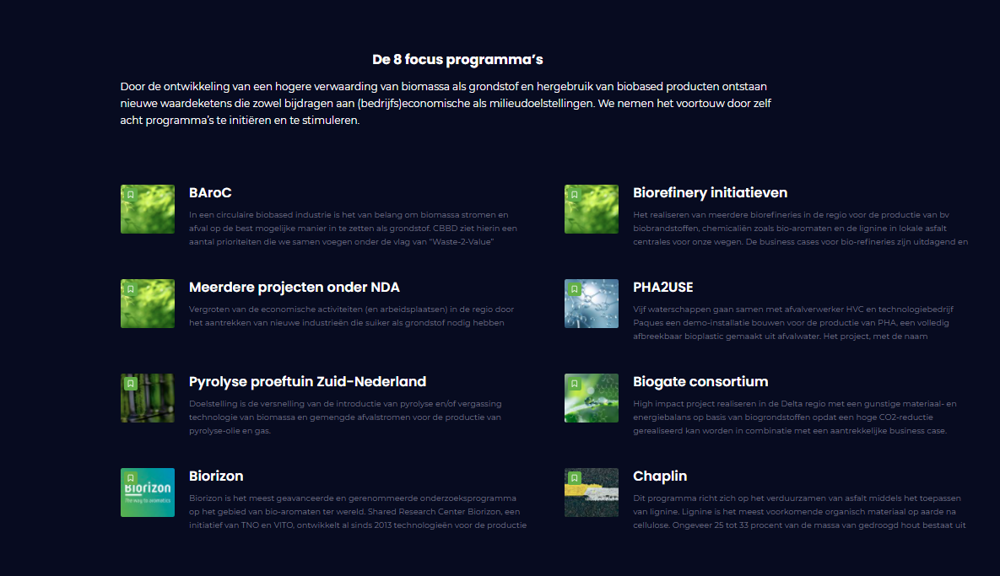 De 8 focus programma’s
Door de ontwikkeling van een hogere verwaarding van biomassa als grondstof en hergebruik van biobased producten ontstaan
nieuwe waardeketens die zowel bijdragen aan (bedrijfs)economische als milieudoelstellingen. We nemen het voortouw door zelf
acht programma’s te initiëren en te stimuleren.
BAroC
In een circulaire biobased industrie is het van belang om biomassa stromen en
afval op de best mogelijke manier in te zetten als grondstof. CBBD ziet hierin een
aantal prioriteiten die we samen voegen onder de vlag van “Waste-2-Value”
Biorefinery initiatieven
Het realiseren van meerdere biorefineries in de regio voor de productie van bv
biobrandstoffen, chemicaliën zoals bio-aromaten en de lignine in lokale asfalt
centrales voor onze wegen. De business cases voor bio-refineries zijn uitdagend en
Meerdere projecten onder NDA
Vergroten van de economische activiteiten (en arbeidsplaatsen) in de regio door
het aantrekken van nieuwe industrieën die suiker als grondstof nodig hebben
PHA2USE
Vijf waterschappen gaan samen met afvalverwerker HVC en technologiebedrijf
Paques een demo-installatie bouwen voor de productie van PHA, een volledig
afbreekbaar bioplastic gemaakt uit afvalwater. Het project, met de naam
Pyrolyse proeftuin Zuid-Nederland
Doelstelling is de versnelling van de introductie van pyrolyse en/of vergassing
technologie van biomassa en gemengde afvalstromen voor de productie van
pyrolyse-olie en gas.
Biogate consortium
High impact project realiseren in de Delta regio met een gunstige materiaal- en
energiebalans op basis van biogrondstoffen opdat een hoge CO2-reductie
gerealiseerd kan worden in combinatie met een aantrekkelijke business case.
Biorizon
The way to aromatics
Biorizon
Biorizon is het meest geavanceerde en gerenommeerde onderzoeksprogramma
op het gebied van bio-aromaten ter wereld. Shared Research Center Biorizon, een
initiatief van TNO en VITO, ontwikkelt al sinds 2013 technologieën voor de productie
Chaplin
Dit programma richt zich op het verduurzamen van asfalt middels het toepassen
van lignine. Lignine is het meest voorkomende organisch materiaal op aarde na
cellulose. Ongeveer 25 tot 33 procent van de massa van gedroogd hout bestaat uit